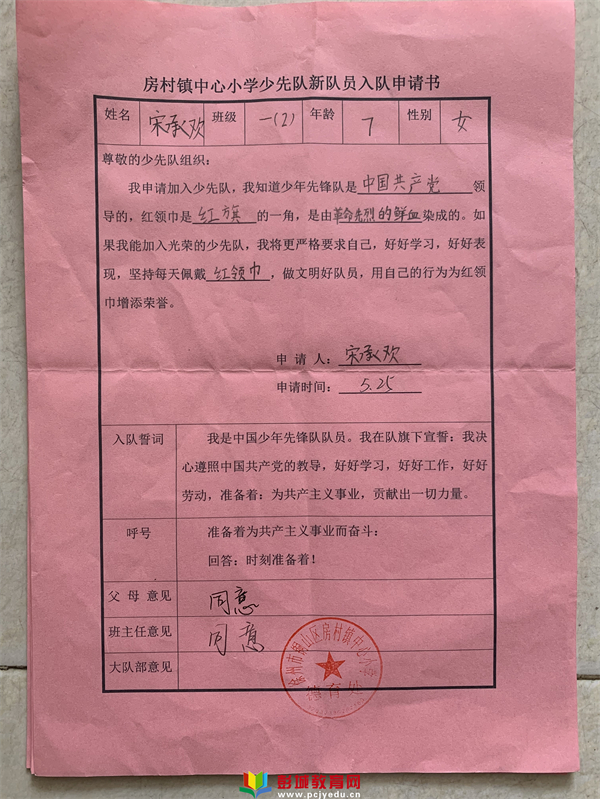 房村镇中心小学少先队新队员入队申请书
姓名 宋承欢 班级 一(2) 年龄 7 性别 女
尊敬的少先队组织:
我申请加入少先队,我知道少年先锋队是 中国共产党 领
导的,红领巾是 红旗 的一角,是由革命先烈的鲜血染成的。如
果我能加入光荣的少先队,我将更严格要求自己,好好学习,好好表
现,坚持每天佩戴 红领巾 ,做文明好队员,用自己的行为为红领
巾增添荣誉。
申 请 人: 宋承欢
申请时间: 5.25
入队誓词 我是中国少年先锋队队员。我在队旗下宣誓:我决
心遵照中国共产党的教导,好好学习,好好工作,好好
劳动,准备着:为共产主义事业,贡献出一切力量。
呼号 准备着为共产主义事业而奋斗:
回答:时刻准备着!
父 母 意见 同意
班主任意见 同意
大队部意见
徐州市铜山区房村镇中心小学
德育处
彭城教育网
www.pcjyedu.cn